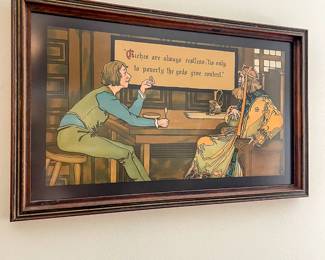 "Riches are always restless: 'tis only
to poverty the gods give content."